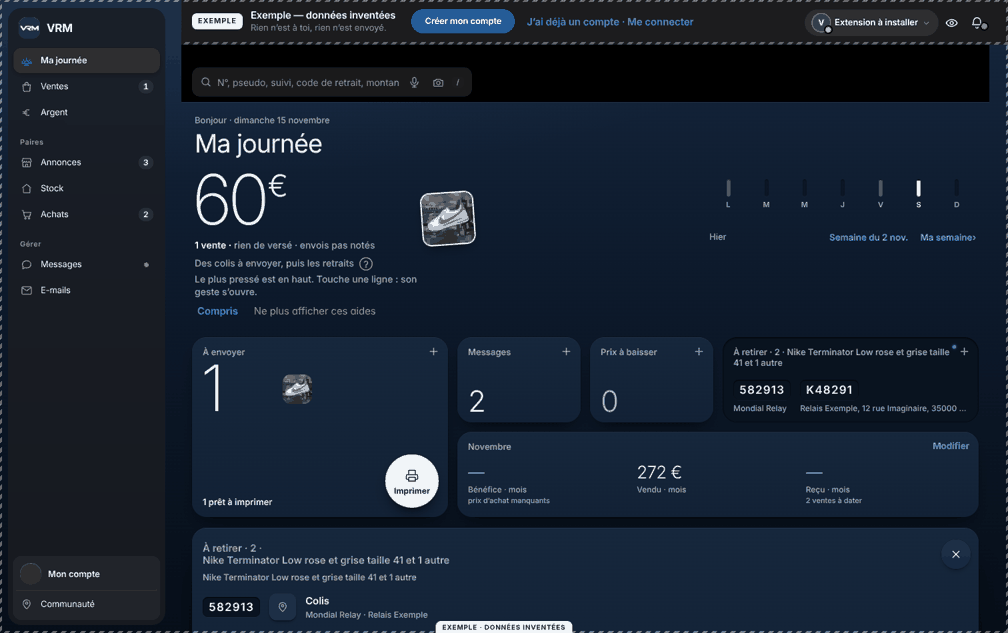 VRM VRM
Ma journée
Ventes 1
Argent
Paires
Annonces 3
Stock
Achats 2
Gérer
Messages
E-mails
Mon compte
Communauté
EXEMPLE
Exemple — données inventées
Rien n'est à toi, rien n'est envoyé.
Créer mon compte
J'ai déjà un compte · Me connecter
V Extension à installer
N°, pseudo, suivi, code de retrait, montan /
Bonjour · dimanche 15 novembre
Ma journée
60€
1 vente · rien de versé · envois pas notés
Des colis à envoyer, puis les retraits ?
Le plus pressé est en haut. Touche une ligne : son
geste s'ouvre.
Compris Ne plus afficher ces aides
L M M J V S D
Hier Semaine du 2 nov. Ma semaine›
À envoyer +
1
1 prêt à imprimer
Imprimer
Messages +
2
Prix à baisser +
0
À retirer · 2 · Nike Terminator Low rose et grise taille +
41 et 1 autre
582913 K48291
Mondial Relay Relais Exemple, 12 rue Imaginaire, 35000 ...
Novembre Modifier
— 272 € —
Bénéfice · mois Vendu · mois Reçu · mois
prix d'achat manquants 2 ventes à dater
À retirer · 2 ·
Nike Terminator Low rose et grise taille 41 et 1 autre
Nike Terminator Low rose et grise taille 41 et 1 autre
582913
Colis
Mondial Relay · Relais Exemple
EXEMPLE · DONNÉES INVENTÉES